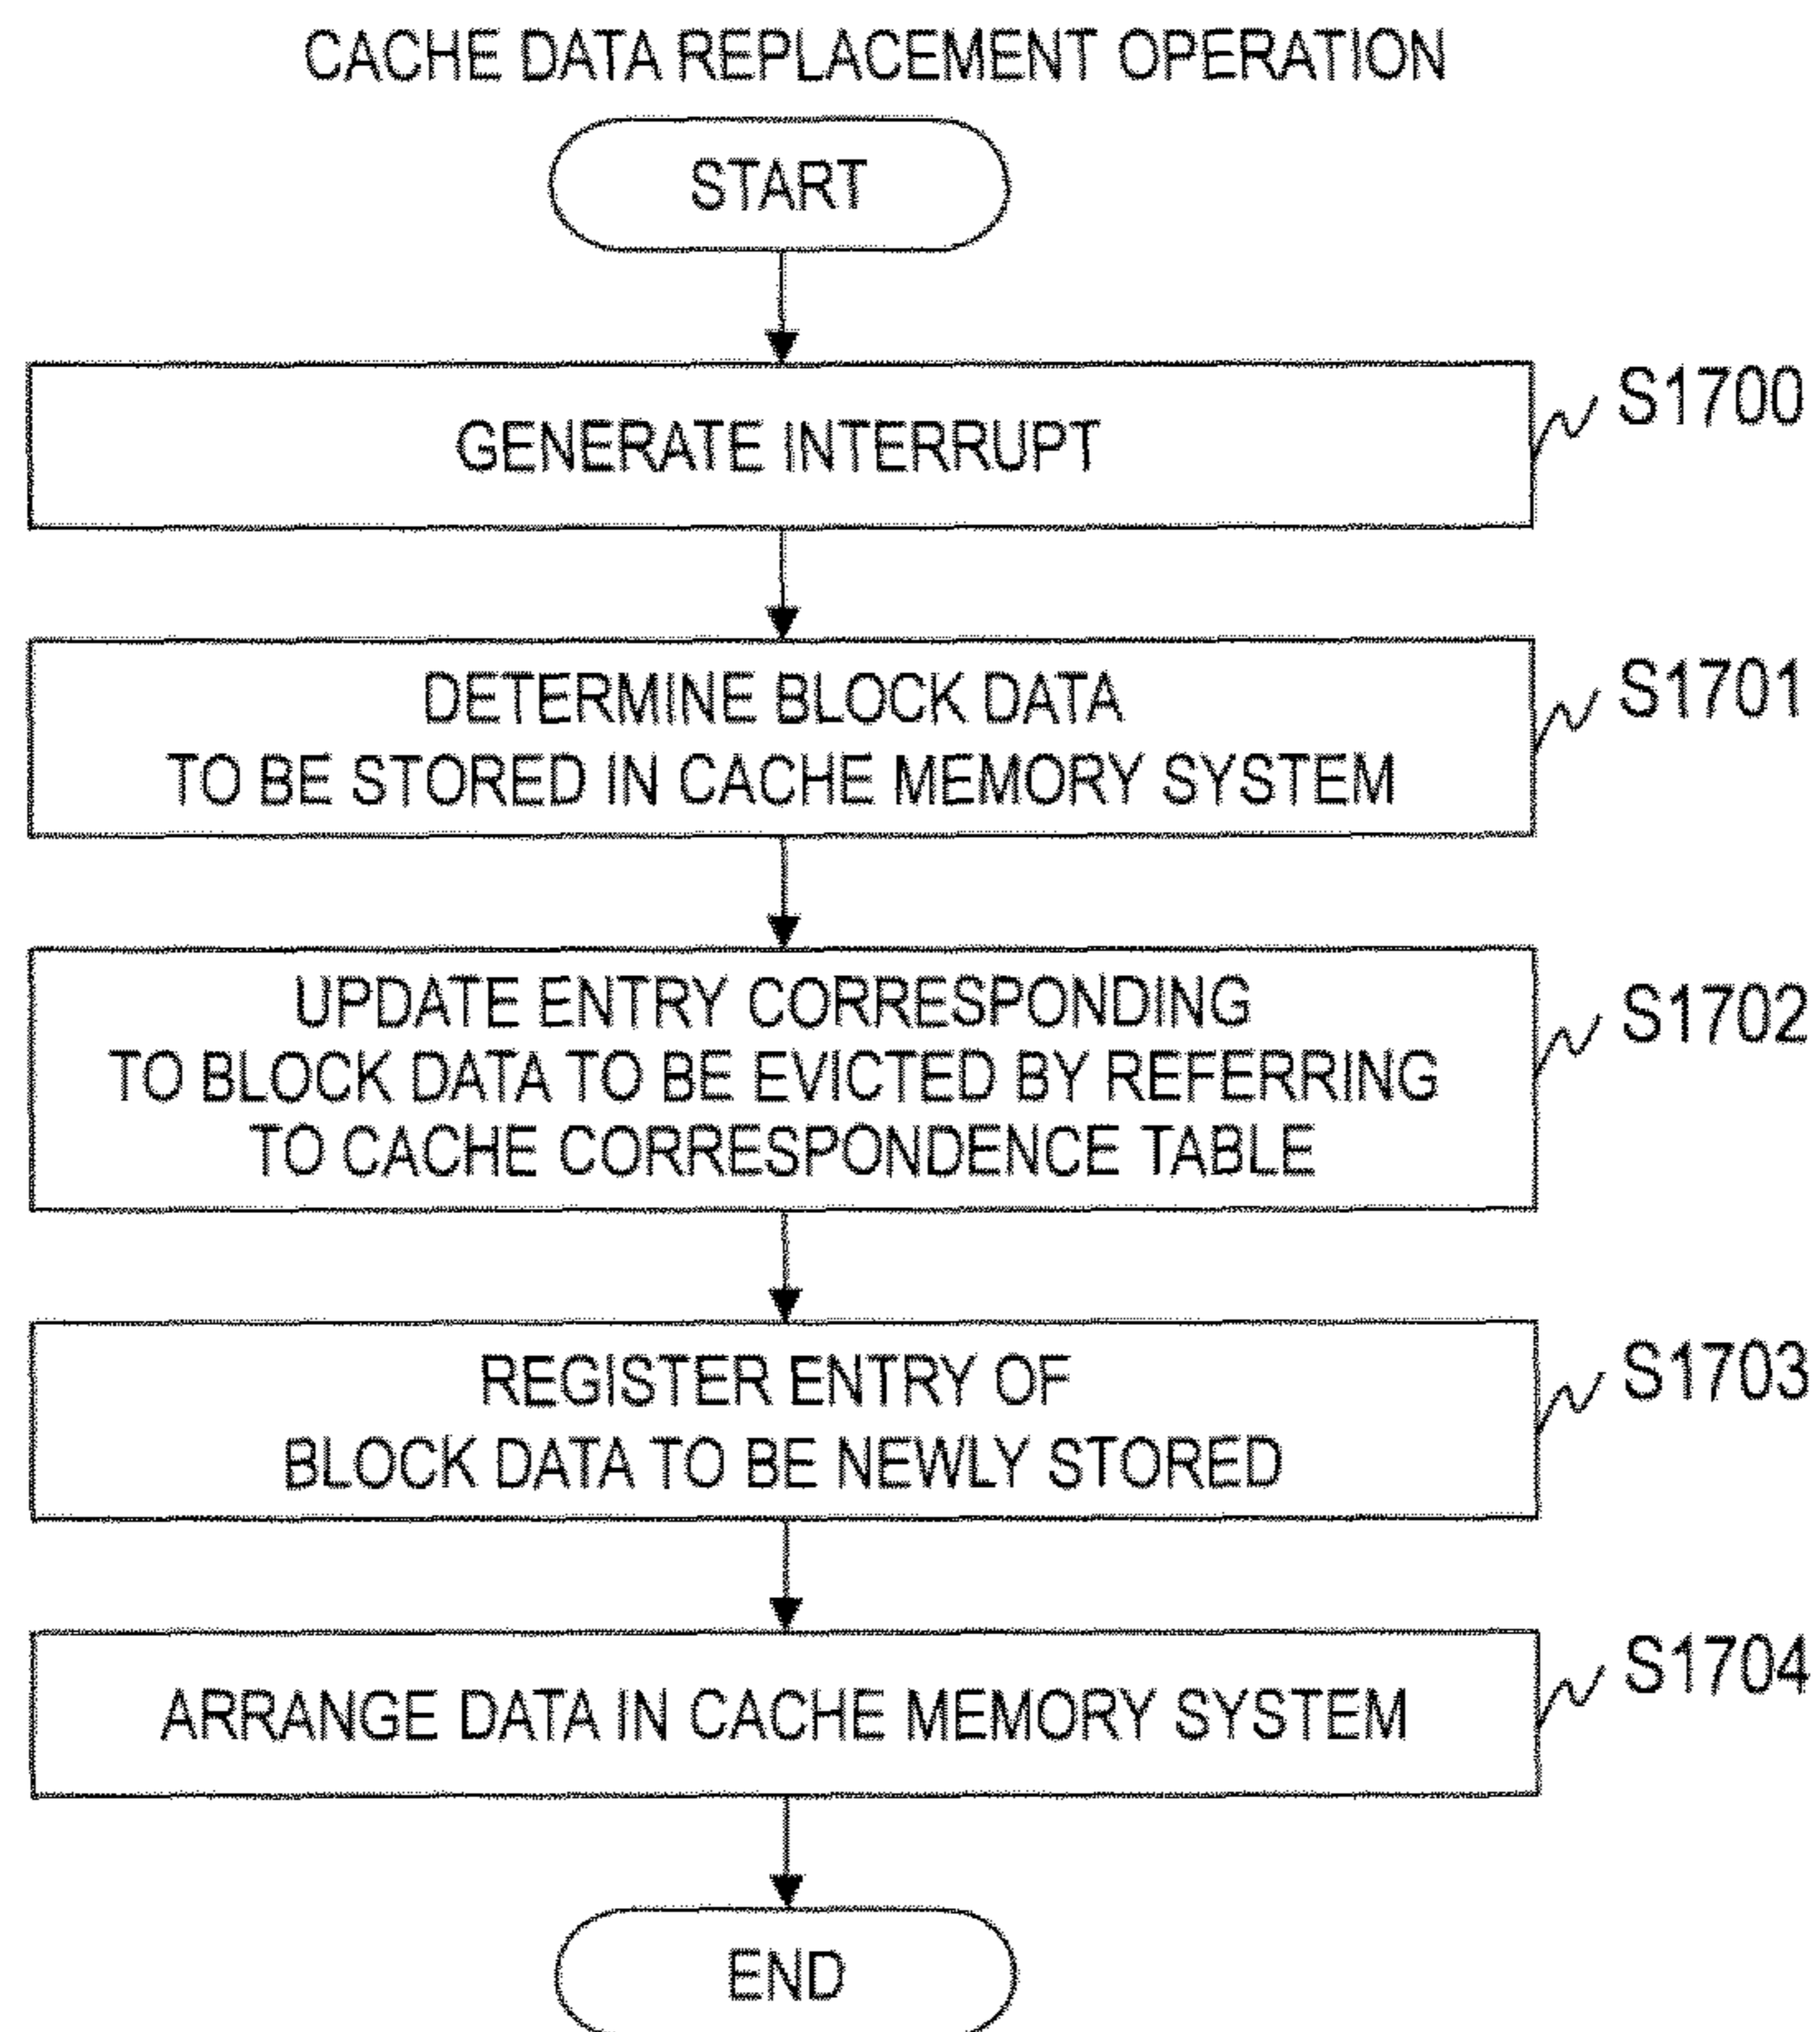 CACHE DATA REPLACEMENT OPERATION
START
GENERATE INTERRUPT
S1700
DETERMINE BLOCK DATA
TO BE STORED IN CACHE MEMORY SYSTEM
S1701
UPDATE ENTRY CORRESPONDING
TO BLOCK DATA TO BE EVICTED BY REFERRING
TO CACHE CORRESPONDENCE TABLE
S1702
REGISTER ENTRY OF
BLOCK DATA TO BE NEWLY STORED
S1703
ARRANGE DATA IN CACHE MEMORY SYSTEM
S1704
END